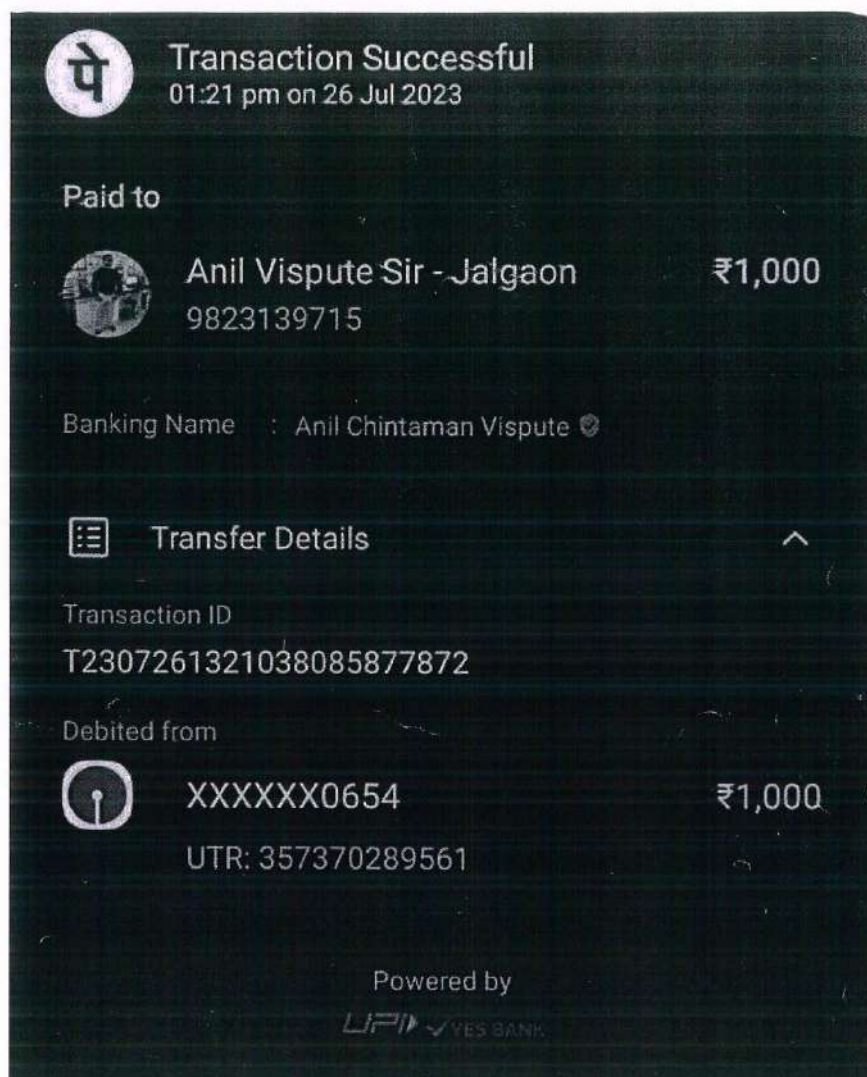 पे
Transaction Successful
01:21 pm on 26 Jul 2023
Paid to
Anil Vispute Sir - Jalgaon ₹1,000
9823139715
Banking Name : Anil Chintaman Vispute
Transfer Details
Transaction ID
T2307261321038085877872
Debited from
XXXXXX0654 ₹1,000
UTR: 357370289561
Powered by
UPI YES BANK